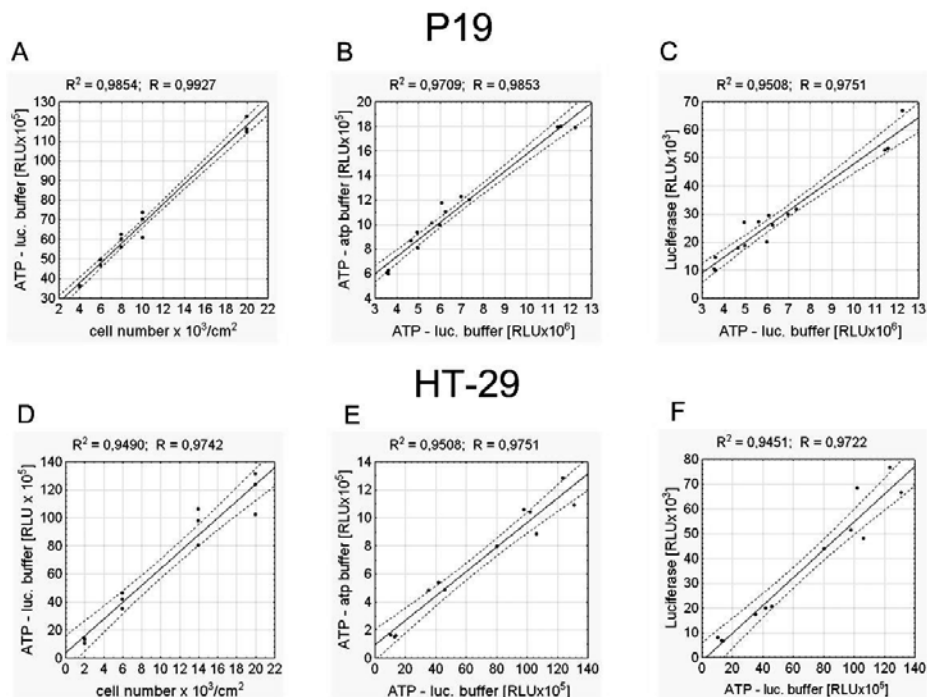 P19
A
R² = 0,9854; R = 0,9927
ATP - luc. buffer [RLUx10⁵]
130
120
110
100
90
80
70
60
50
40
30
2 4 6 8 10 12 14 16 18 20 22
cell number x 10³/cm²
B
R² = 0,9709; R = 0,9853
ATP - atp buffer [RLUx10⁵]
20
18
16
14
12
10
8
6
4
3 4 5 6 7 8 9 10 11 12 13
ATP - luc. buffer [RLUx10⁶]
C
R² = 0,9508; R = 0,9751
Luciferase [RLUx10³]
70
60
50
40
30
20
10
0
3 4 5 6 7 8 9 10 11 12 13
ATP - luc. buffer [RLUx10⁶]
HT-29
D
R² = 0,9490; R = 0,9742
ATP - luc. buffer [RLU x 10⁵]
140
120
100
80
60
40
20
0
0 2 4 6 8 10 12 14 16 18 20 22
cell number x 10³/cm²
E
R² = 0,9508; R = 0,9751
ATP - atp buffer [RLUx10⁵]
14
12
10
8
6
4
2
0
0 20 40 60 80 100 120 140
ATP - luc. buffer [RLUx10⁵]
F
R² = 0,9451; R = 0,9722
Luciferase [RLUx10³]
80
70
60
50
40
30
20
10
0
0 20 40 60 80 100 120 140
ATP - luc. buffer [RLUx10⁶]